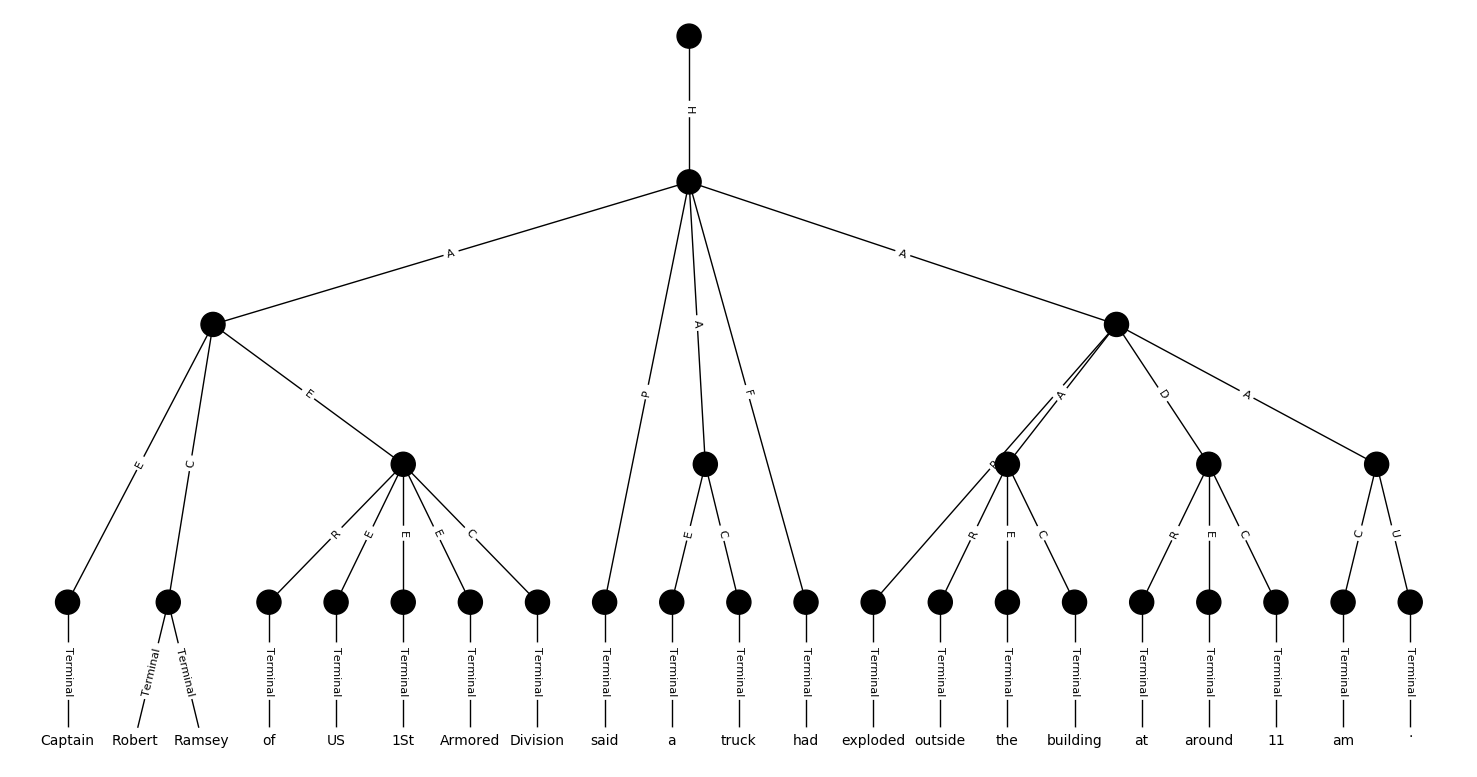 H
A A
A
E P F A D A
E C P
R E E E C E C R E C R E C C U
Terminal Terminal Terminal Terminal Terminal Terminal Terminal Terminal Terminal Terminal Terminal Terminal Terminal Terminal Terminal Terminal Terminal Terminal Terminal Terminal Terminal
Captain Robert Ramsey of US 1St Armored Division said a truck had exploded outside the building at around 11 am .